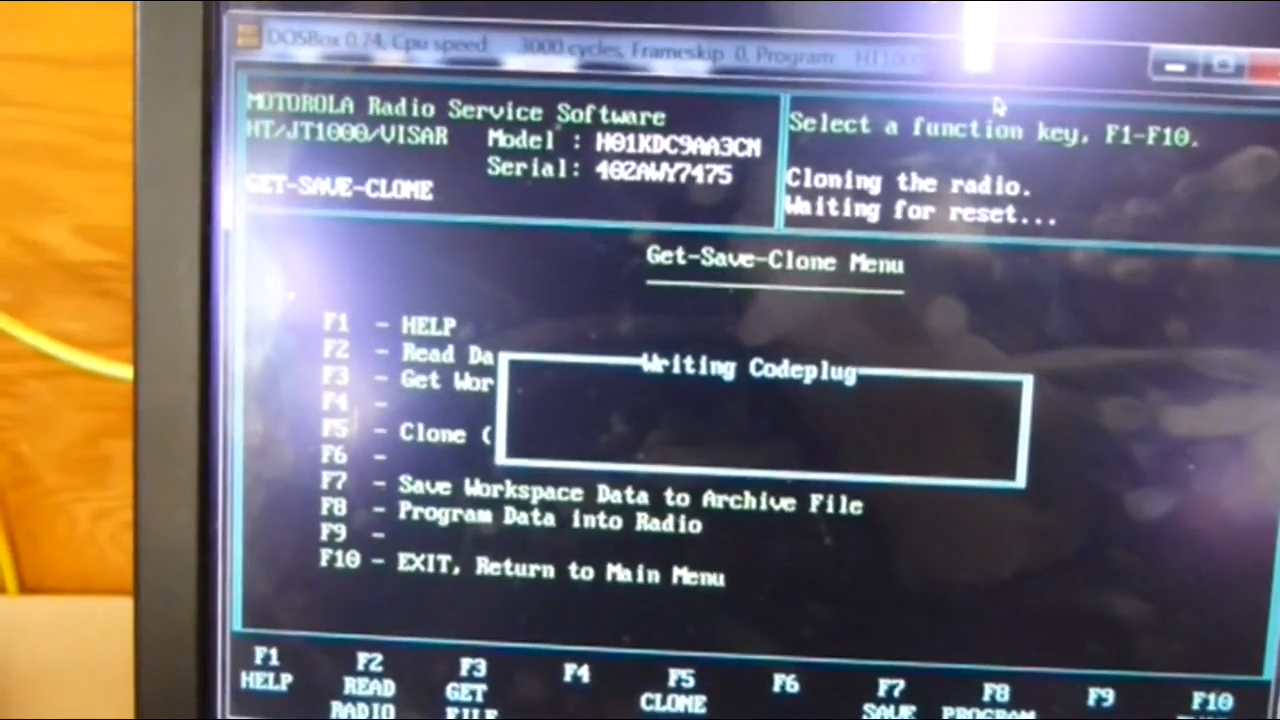 DOSBox 0.74, Cpu speed: 3000 cycles, Frameskip 0, Program: HT1000
MOTOROLA Radio Service Software
HT/JT1000/VISAR Model : H01KDC9AA3CN
Serial: 402AWY7475
GET-SAVE-CLONE
Select a function key, F1-F10.
Cloning the radio.
Waiting for reset...
Get-Save-Clone Menu
F1 - HELP
F2 - Read Da
F3 - Get Wor
F4 -
F5 - Clone (
F6 -
F7 - Save Workspace Data to Archive File
F8 - Program Data into Radio
F9 -
F10 - EXIT, Return to Main Menu
Writing Codeplug
F1 F2 F3 F4 F5 F6 F7 F8 F9 F10
HELP READ GET CLONE SAVE PROGRAM
RADIO FILE